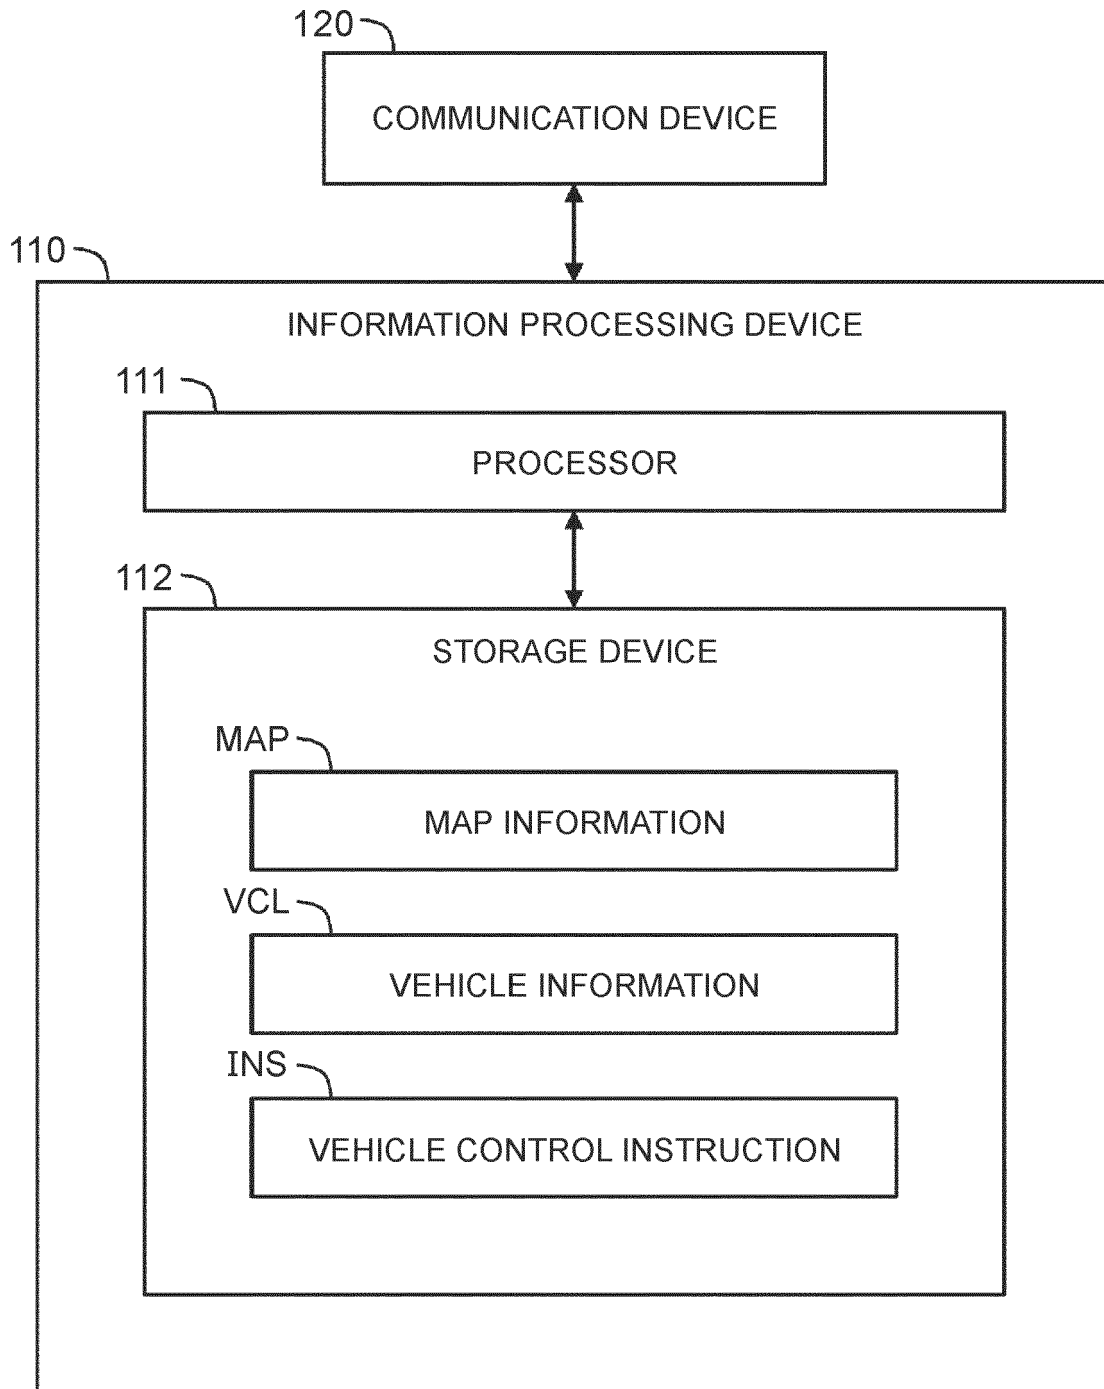 120
COMMUNICATION DEVICE
110
INFORMATION PROCESSING DEVICE
111
PROCESSOR
112
STORAGE DEVICE
MAP
MAP INFORMATION
VCL
VEHICLE INFORMATION
INS
VEHICLE CONTROL INSTRUCTION